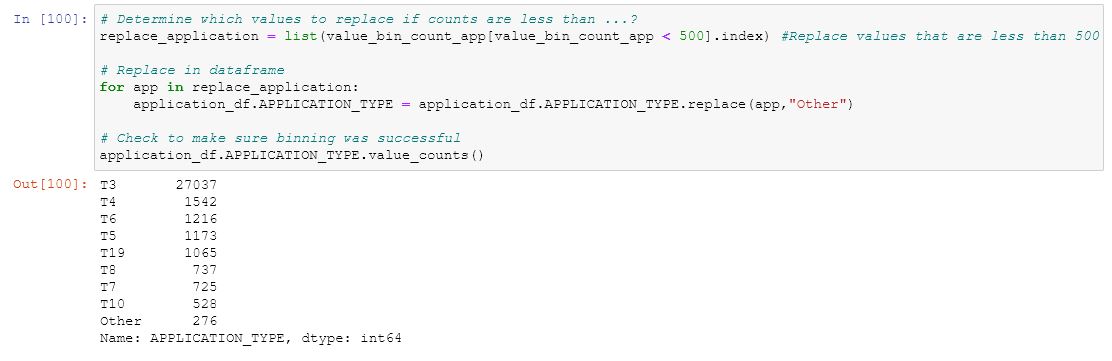 In [100]: # Determine which values to replace if counts are less than ...?
replace_application = list(value_bin_count_app[value_bin_count_app < 500].index) #Replace values that are less than 500
# Replace in dataframe
for app in replace_application:
application_df.APPLICATION_TYPE = application_df.APPLICATION_TYPE.replace(app,"Other")
# Check to make sure binning was successful
application_df.APPLICATION_TYPE.value_counts()
Out[100]: T3 27037
T4 1542
T6 1216
T5 1173
T19 1065
T8 737
T7 725
T10 528
Other 276
Name: APPLICATION_TYPE, dtype: int64